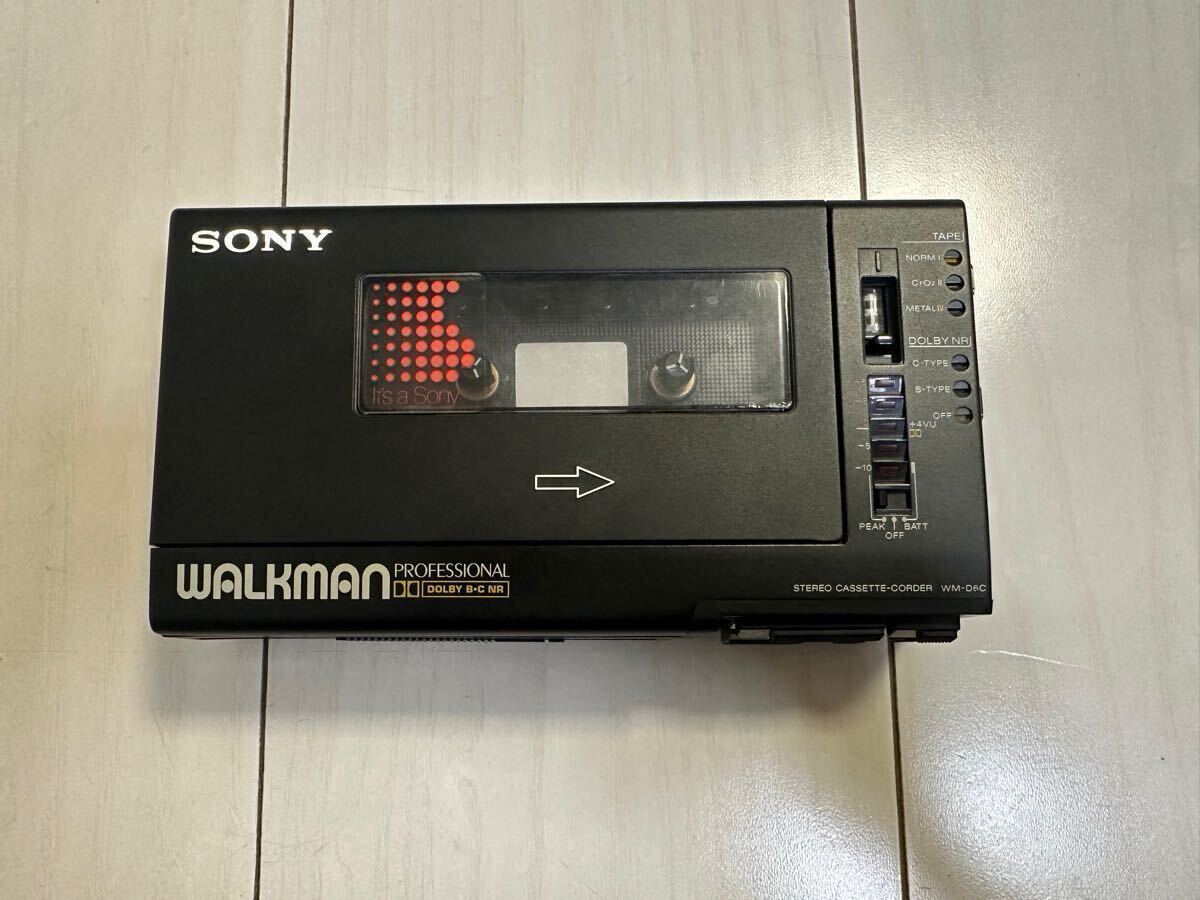 SONY
It's a Sony
TAPE
NORM I
CrO₂ II
METAL IV
DOLBY NR
C-TYPE
B-TYPE
OFF
+4VU
-5
-10
PEAK
BATT
OFF
WALKMAN PROFESSIONAL
DOLBY B•C NR
STEREO CASSETTE-CORDER WM-D6C